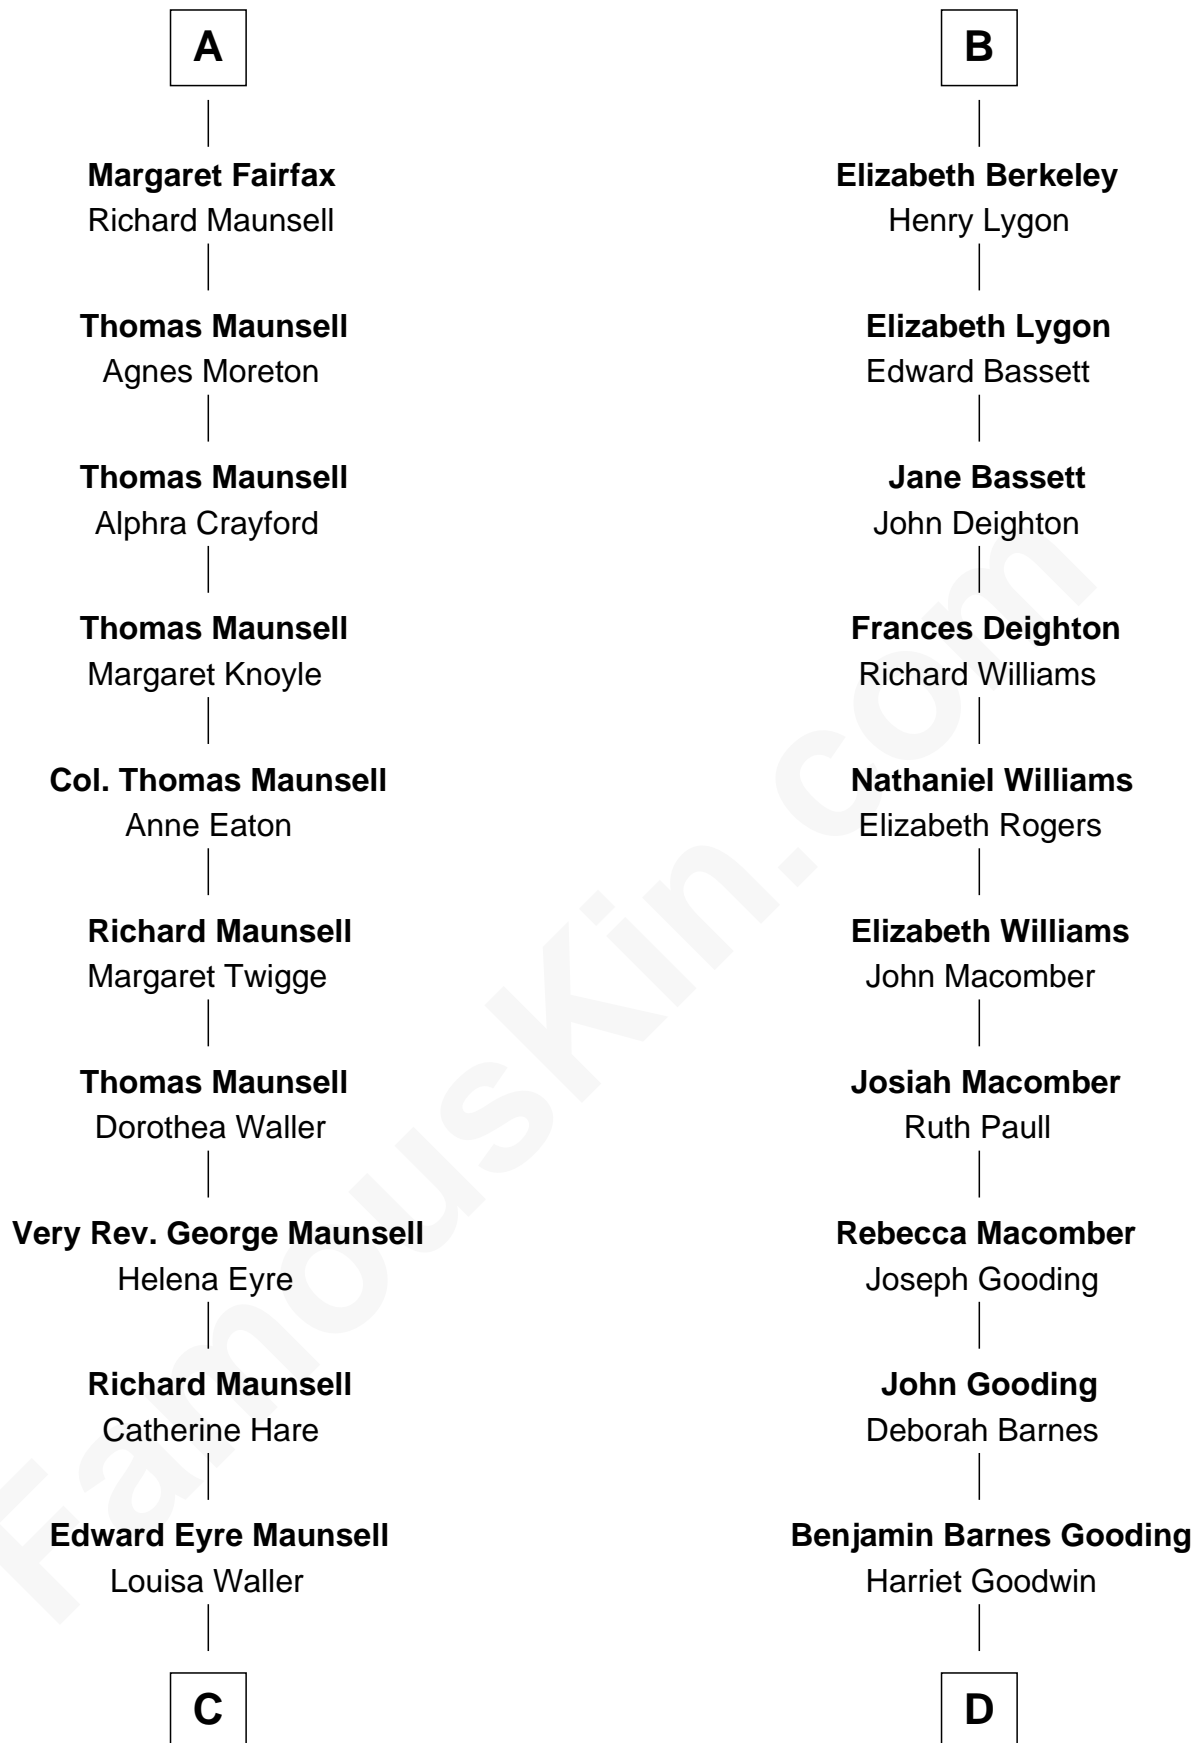 A
Margaret Fairfax
Richard Maunsell
Thomas Maunsell
Agnes Moreton
Thomas Maunsell
Alphra Crayford
Thomas Maunsell
Margaret Knoyle
Col. Thomas Maunsell
Anne Eaton
Richard Maunsell
Margaret Twigge
Thomas Maunsell
Dorothea Waller
Very Rev. George Maunsell
Helena Eyre
Richard Maunsell
Catherine Hare
Edward Eyre Maunsell
Louisa Waller
C
B
Elizabeth Berkeley
Henry Lygon
Elizabeth Lygon
Edward Bassett
Jane Bassett
John Deighton
Frances Deighton
Richard Williams
Nathaniel Williams
Elizabeth Rogers
Elizabeth Williams
John Macomber
Josiah Macomber
Ruth Paull
Rebecca Macomber
Joseph Gooding
John Gooding
Deborah Barnes
Benjamin Barnes Gooding
Harriet Goodwin
D
FamousKin.com